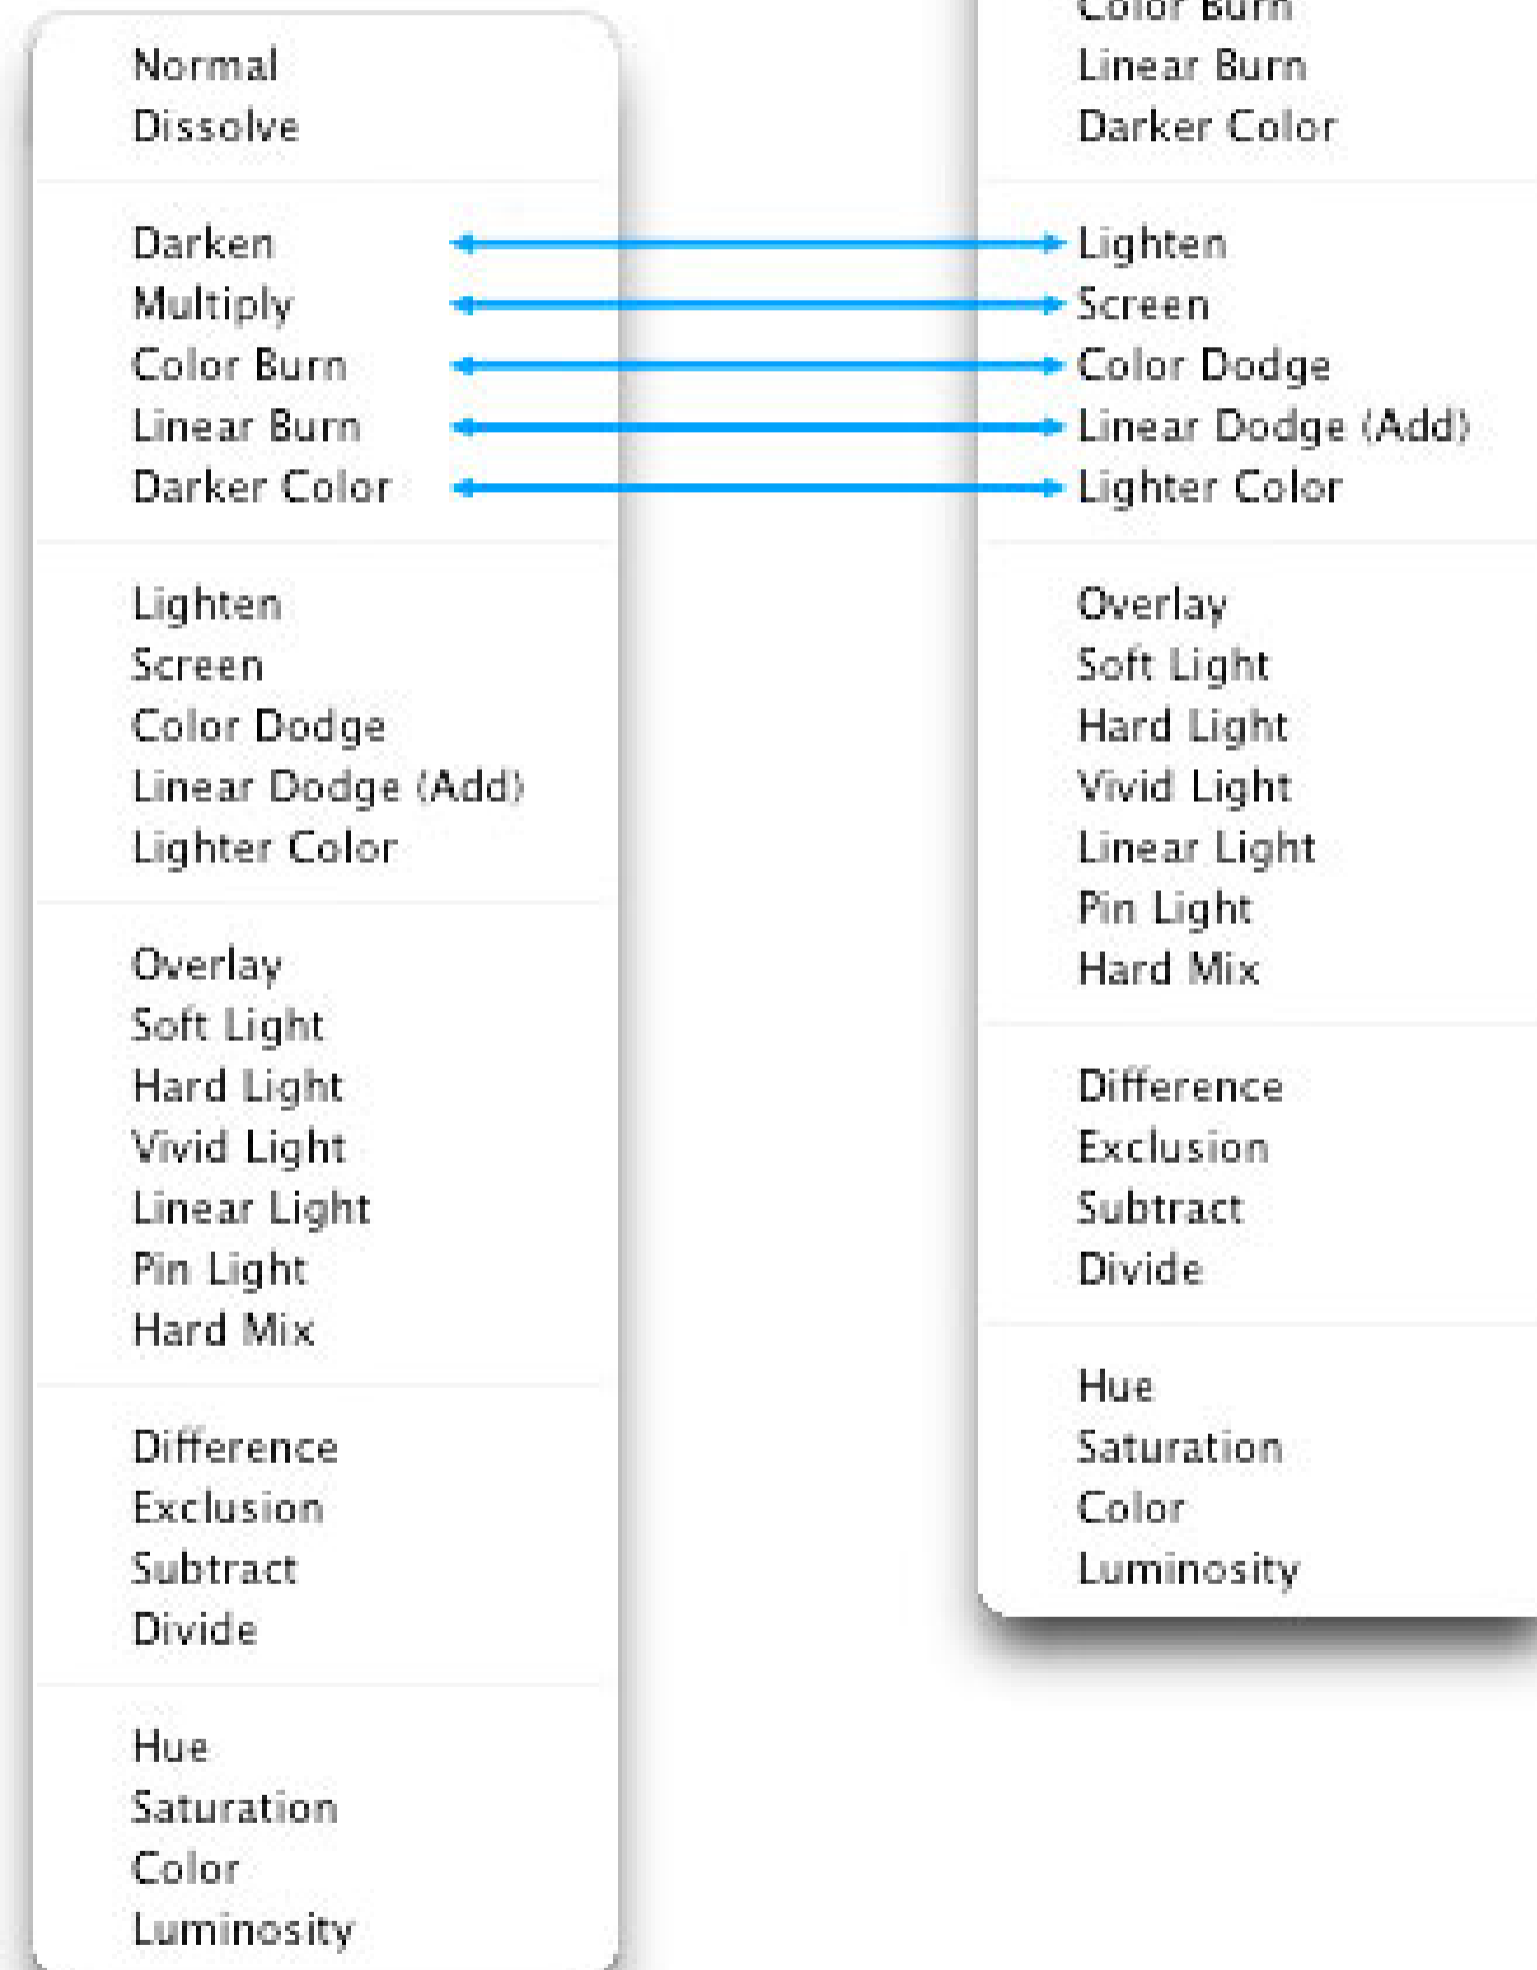 Normal
Dissolve
Darken
Multiply
Color Burn
Linear Burn
Darker Color
Lighten
Screen
Color Dodge
Linear Dodge (Add)
Lighter Color
Overlay
Soft Light
Hard Light
Vivid Light
Linear Light
Pin Light
Hard Mix
Difference
Exclusion
Subtract
Divide
Hue
Saturation
Color
Luminosity
Color Burn
Linear Burn
Darker Color
Lighten
Screen
Color Dodge
Linear Dodge (Add)
Lighter Color
Overlay
Soft Light
Hard Light
Vivid Light
Linear Light
Pin Light
Hard Mix
Difference
Exclusion
Subtract
Divide
Hue
Saturation
Color
Luminosity